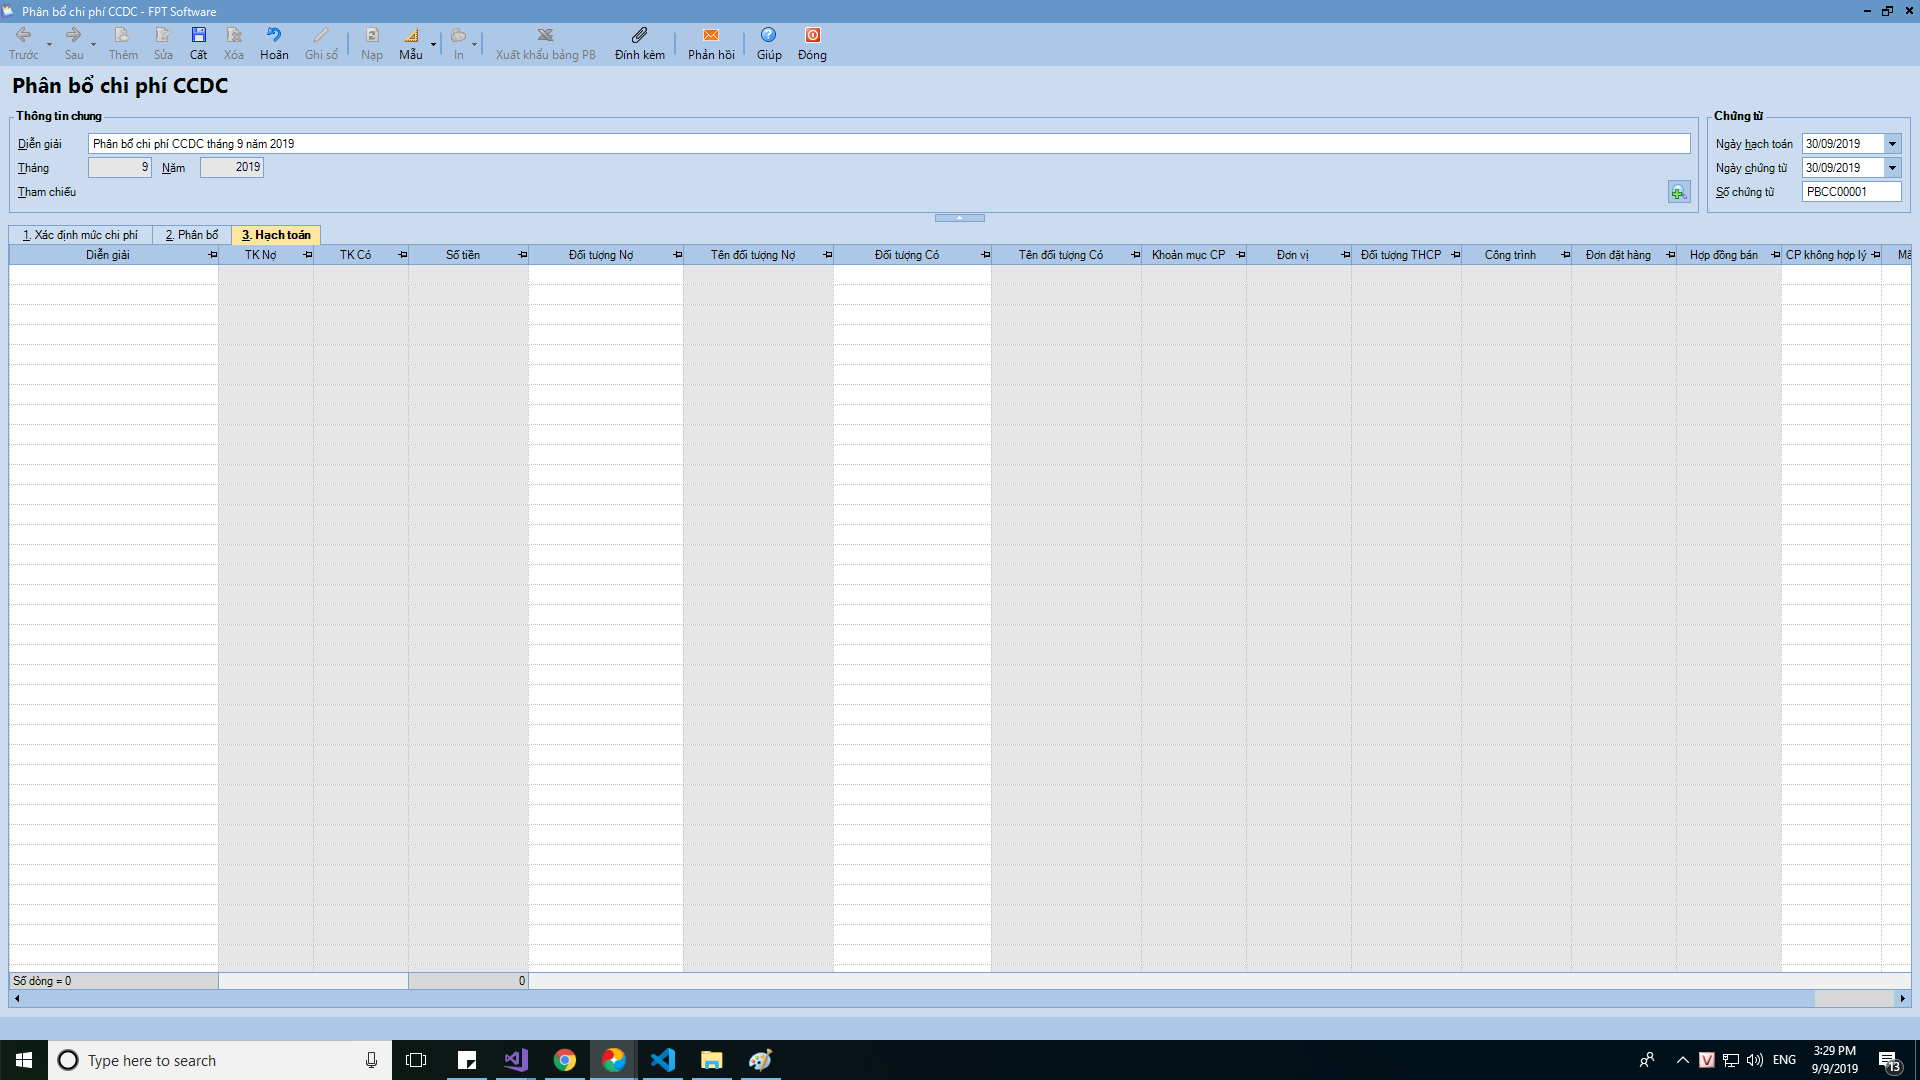 Phân bổ chi phí CCDC - FPT Software
Trước Sau Thêm Sửa Cất Xóa Hoãn Ghi sổ Nạp Mẫu In Xuất khẩu bảng PB Đính kèm Phản hồi Giúp Đóng
Phân bổ chi phí CCDC
Thông tin chung
Diễn giải Phân bổ chi phí CCDC tháng 9 năm 2019
Tháng 9 Năm 2019
Tham chiếu
Chứng từ
Ngày hạch toán 30/09/2019
Ngày chứng từ 30/09/2019
Số chứng từ PBCC00001
1. Xác định mức chi phí 2. Phân bổ 3. Hạch toán
Diễn giải TK Nợ TK Có Số tiền Đối tượng Nợ Tên đối tượng Nợ Đối tượng Có Tên đối tượng Có Khoản mục CP Đơn vị Đối tượng THCP Công trình Đơn đặt hàng Hợp đồng bán CP không hợp lý
Số dòng = 0 0
Type here to search
ENG
3:29 PM
9/9/2019
13